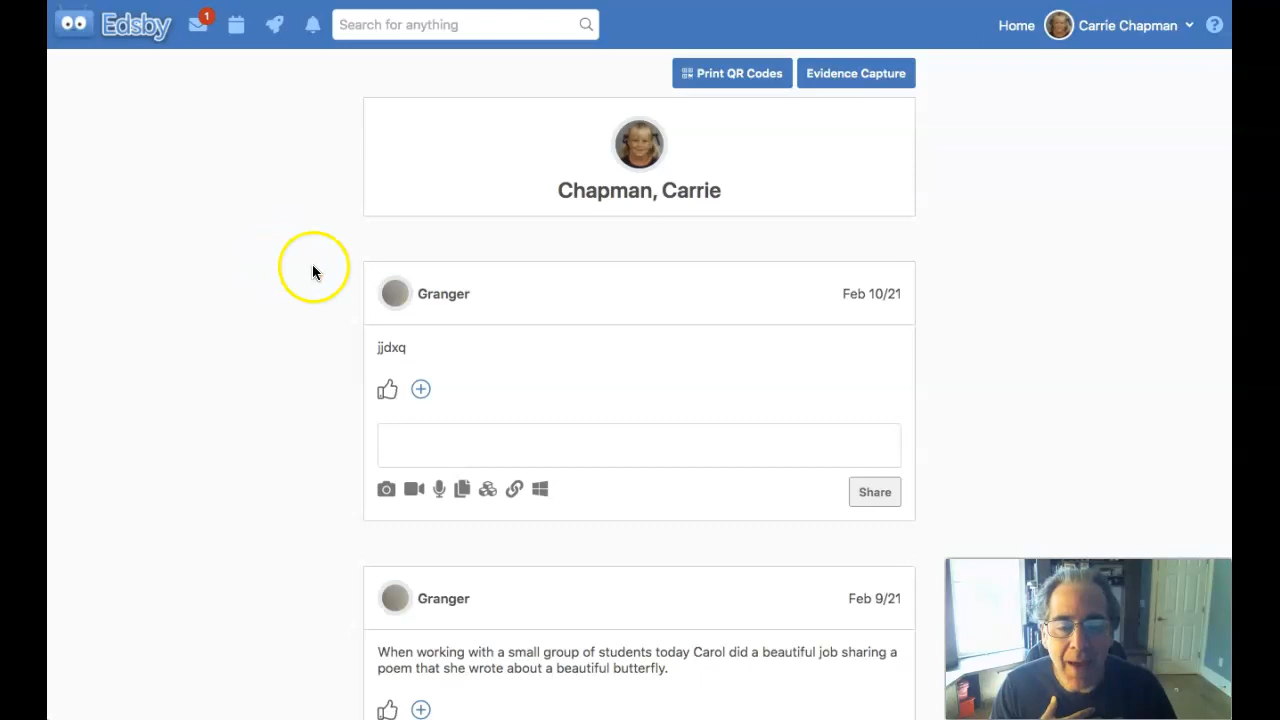 Edsby
1
Search for anything
Home
Carrie Chapman
?
Print QR Codes
Evidence Capture
Chapman, Carrie
Granger
Feb 10/21
jjdxq
Share
Granger
Feb 9/21
When working with a small group of students today Carol did a beautiful job sharing a
poem that she wrote about a beautiful butterfly.